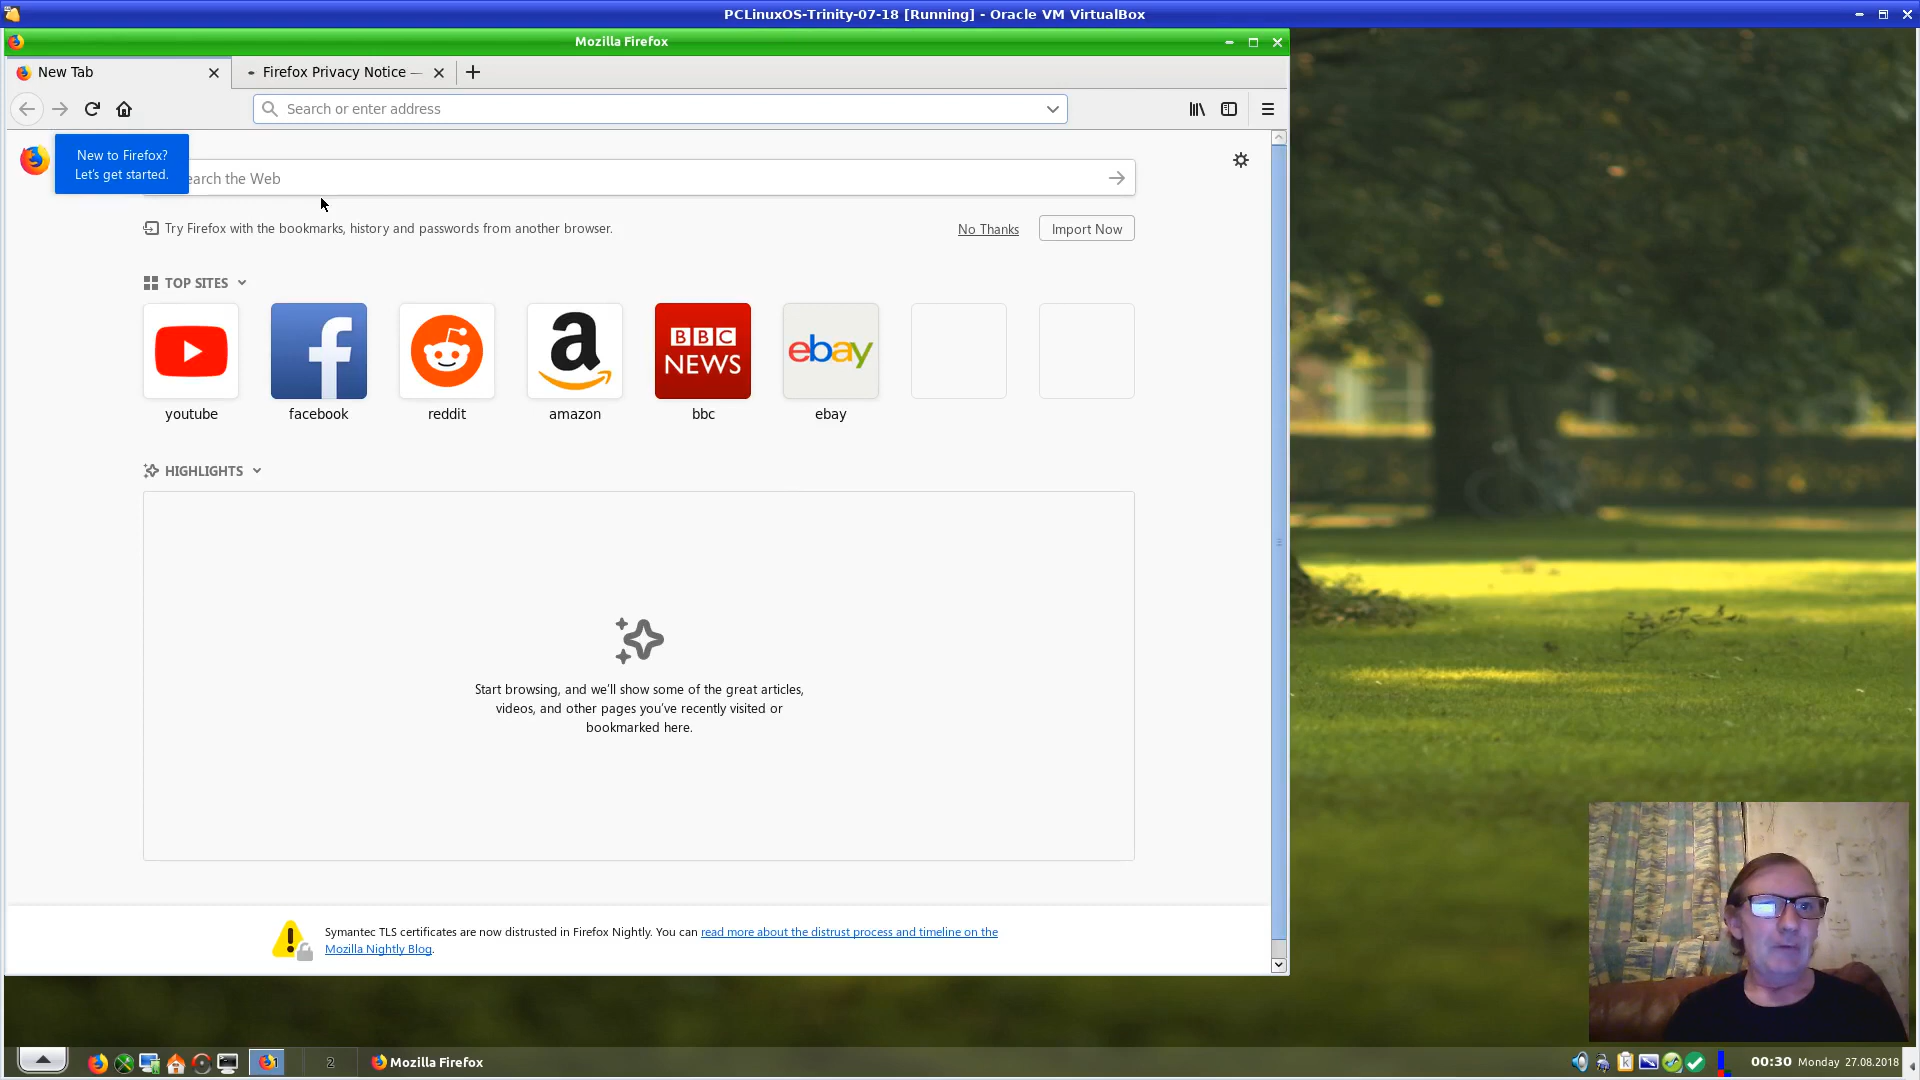 PCLinuxOS-Trinity-07-18 [Running] - Oracle VM VirtualBox
Mozilla Firefox
New Tab
Firefox Privacy Notice —
Search or enter address
New to Firefox?
Let's get started.
earch the Web
Try Firefox with the bookmarks, history and passwords from another browser.
No Thanks
Import Now
TOP SITES
f
a
BBC
NEWS
ebay
youtube
facebook
reddit
amazon
bbc
ebay
HIGHLIGHTS
Start browsing, and we'll show some of the great articles,
videos, and other pages you've recently visited or
bookmarked here.
Symantec TLS certificates are now distrusted in Firefox Nightly. You can read more about the distrust process and timeline on the
Mozilla Nightly Blog.
1
2
Mozilla Firefox
00:30 Monday 27.08.2018